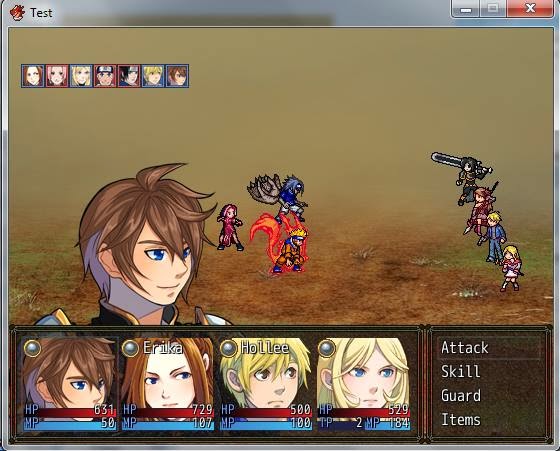 Test
Erika
Hollee
HP 631
MP 50
HP 729
MP 107
HP 500
MP 100
HP 529
TP 2 MP 184
Attack
Skill
Guard
Items